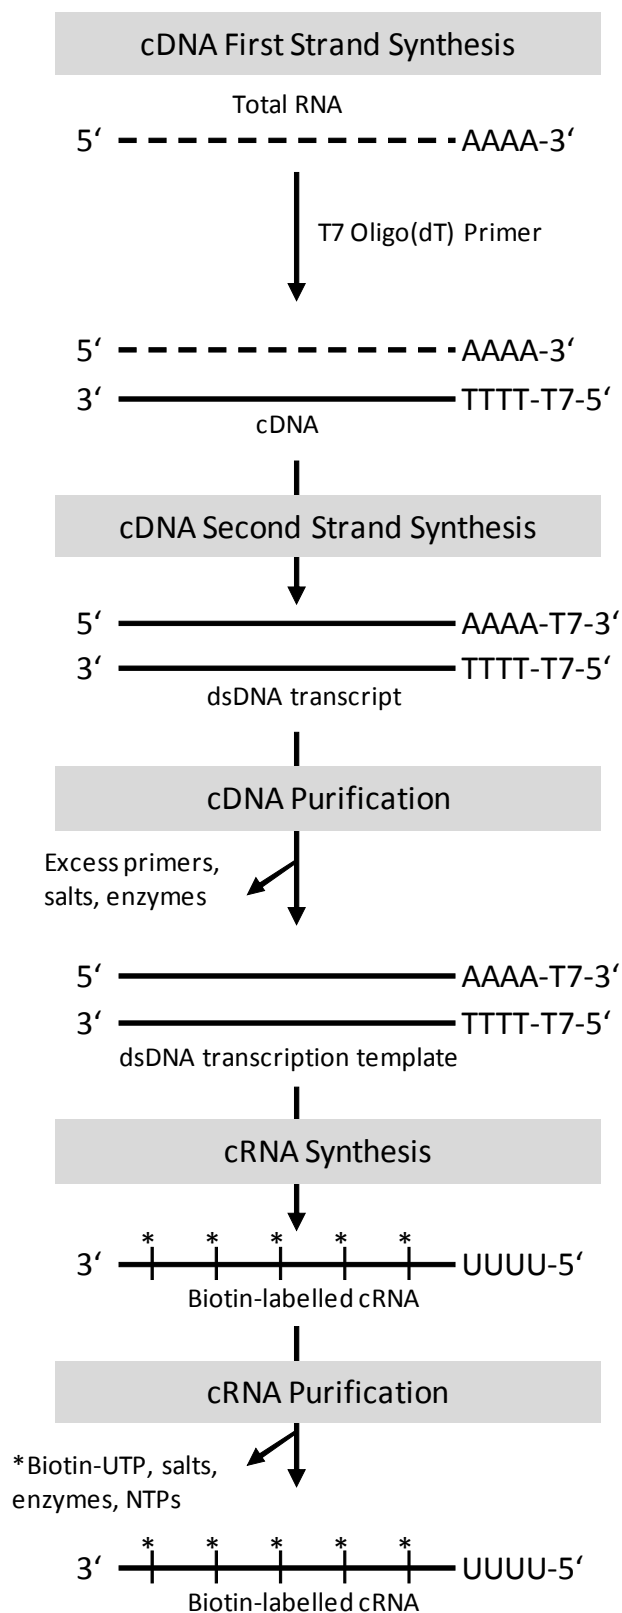 cDNA First Strand Synthesis
Total RNA
5‘ AAAA-3‘
T7 Oligo(dT) Primer
5‘ AAAA-3‘
3‘ TTTT-T7-5‘
cDNA
cDNA Second Strand Synthesis
5‘ AAAA-T7-3‘
3‘ TTTT-T7-5‘
dsDNA transcript
cDNA Purification
Excess primers,
salts, enzymes
5‘ AAAA-T7-3‘
3‘ TTTT-T7-5‘
dsDNA transcription template
cRNA Synthesis
* * * * *
3‘ UUUU-5‘
Biotin-labelled cRNA
cRNA Purification
*Biotin-UTP, salts,
enzymes, NTPs
* * * * *
3‘ UUUU-5‘
Biotin-labelled cRNA